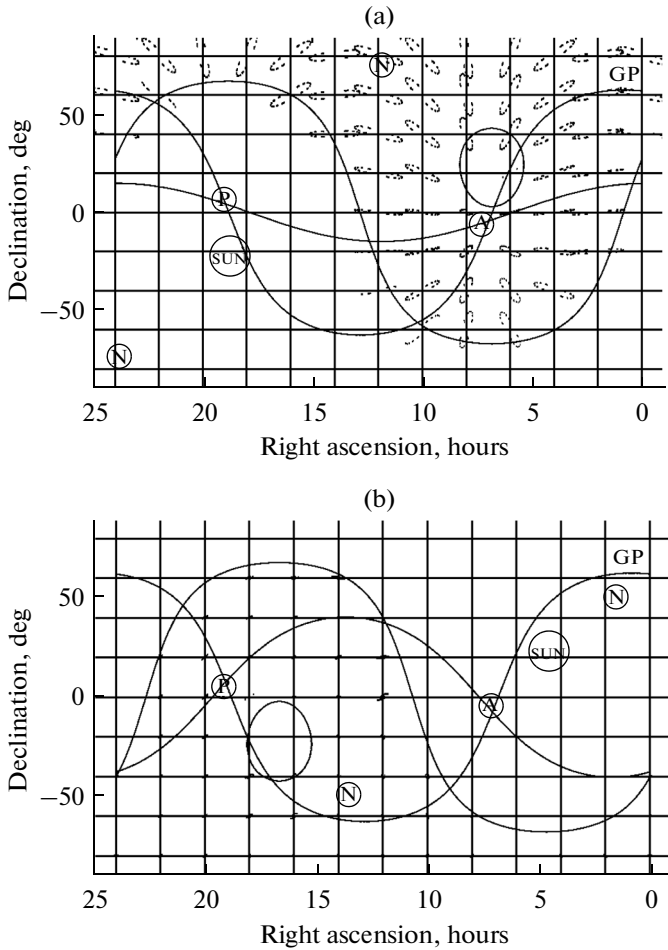 (a)
N
GP
50
P
0
A
SUN
−50
N
25 20 15 10 5 0
Declination, deg
Right ascension, hours
(b)
GP
50
N
SUN
P
0
A
−50
N
25 20 15 10 5 0
Declination, deg
Right ascension, hours